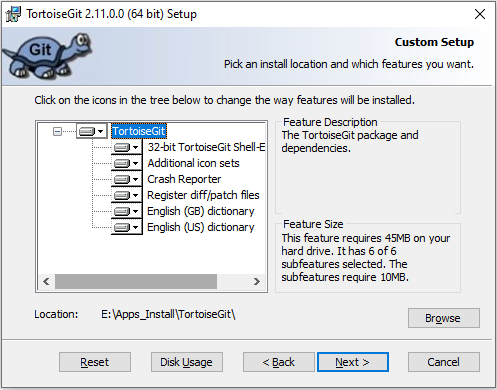 TortoiseGit 2.11.0.0 (64 bit) Setup
Git
Custom Setup
Pick an install location and which features you want.
Click on the icons in the tree below to change the way features will be installed.
TortoiseGit
32-bit TortoiseGit Shell-E
Additional icon sets
Crash Reporter
Register diff/patch files
English (GB) dictionary
English (US) dictionary
Feature Description
The TortoiseGit package and
dependencies.
Feature Size
This feature requires 45MB on your
hard drive. It has 6 of 6
subfeatures selected. The
subfeatures require 10MB.
Location: E:\Apps_Install\TortoiseGit\
Browse
Reset Disk Usage < Back Next > Cancel